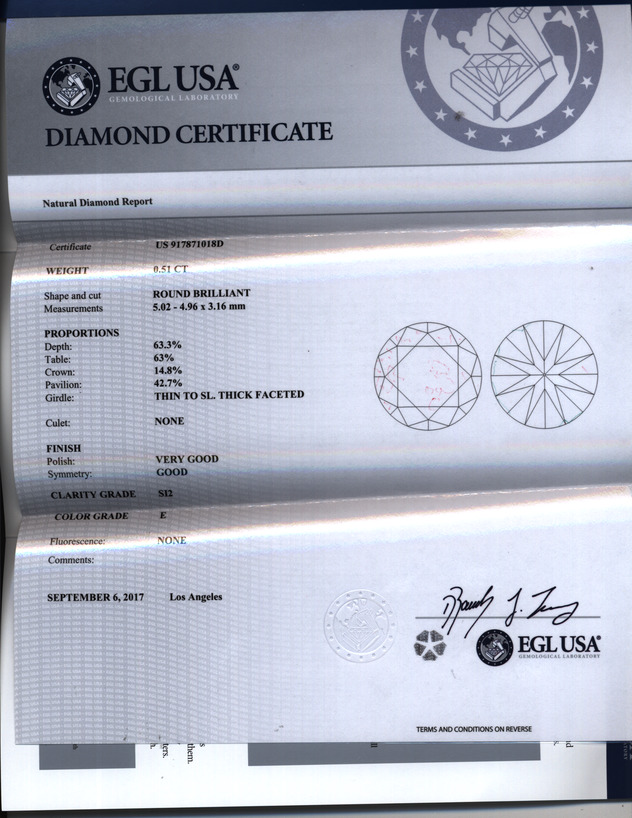 EGL USA®
GEMOLOGICAL LABORATORY
DIAMOND CERTIFICATE
Natural Diamond Report
Certificate US 917871018D
WEIGHT 0.51 CT
Shape and cut ROUND BRILLIANT
Measurements 5.02 - 4.96 x 3.16 mm
PROPORTIONS
Depth: 63.3%
Table: 63%
Crown: 14.8%
Pavilion: 42.7%
Girdle: THIN TO SL. THICK FACETED
Culet: NONE
FINISH
Polish: VERY GOOD
Symmetry: GOOD
CLARITY GRADE SI2
COLOR GRADE E
Fluorescence: NONE
Comments:
SEPTEMBER 6, 2017 Los Angeles
EGL USA®
GEMOLOGICAL LABORATORY
TERMS AND CONDITIONS ON REVERSE
them.